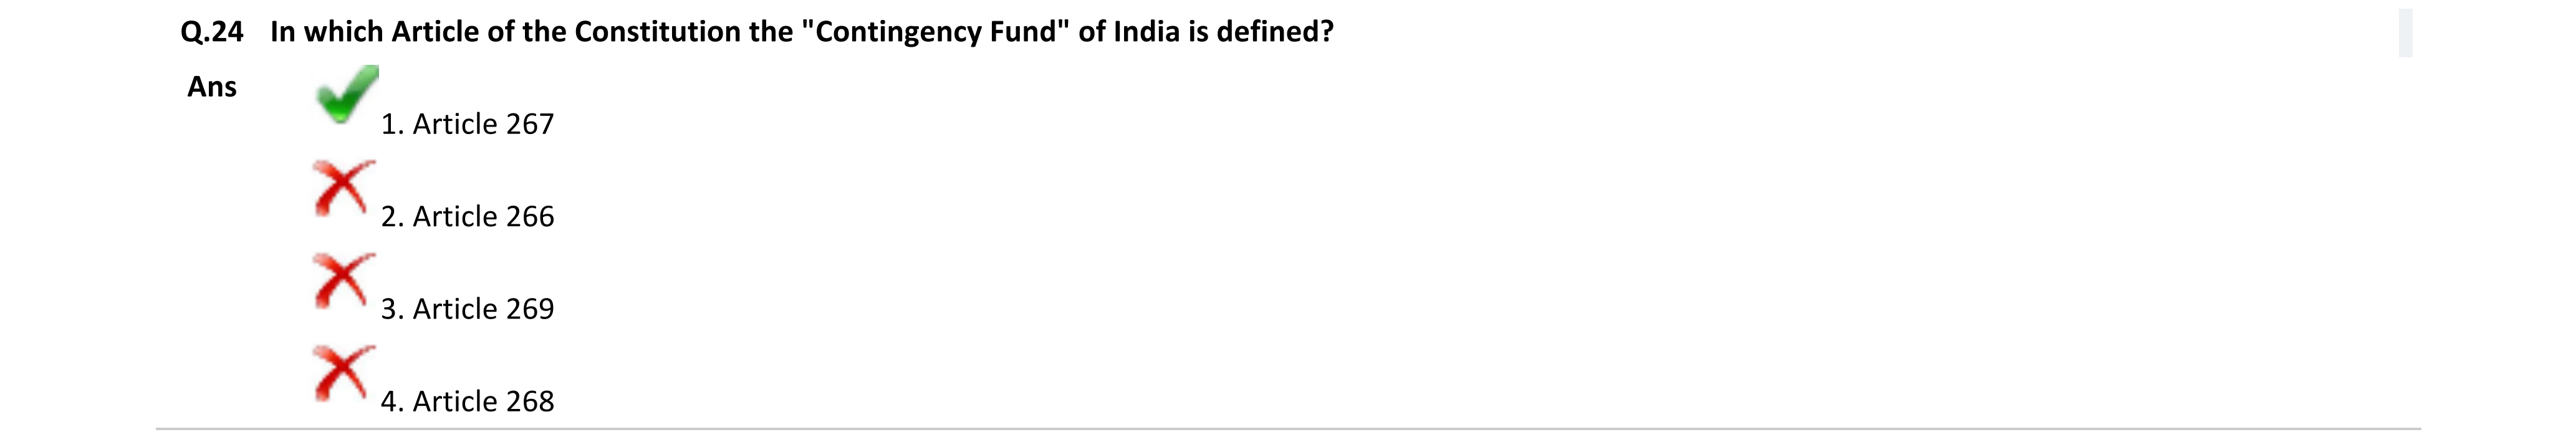 Q.24 In which Article of the Constitution the "Contingency Fund" of India is defined?
Ans
1. Article 267
2. Article 266
3. Article 269
4. Article 268